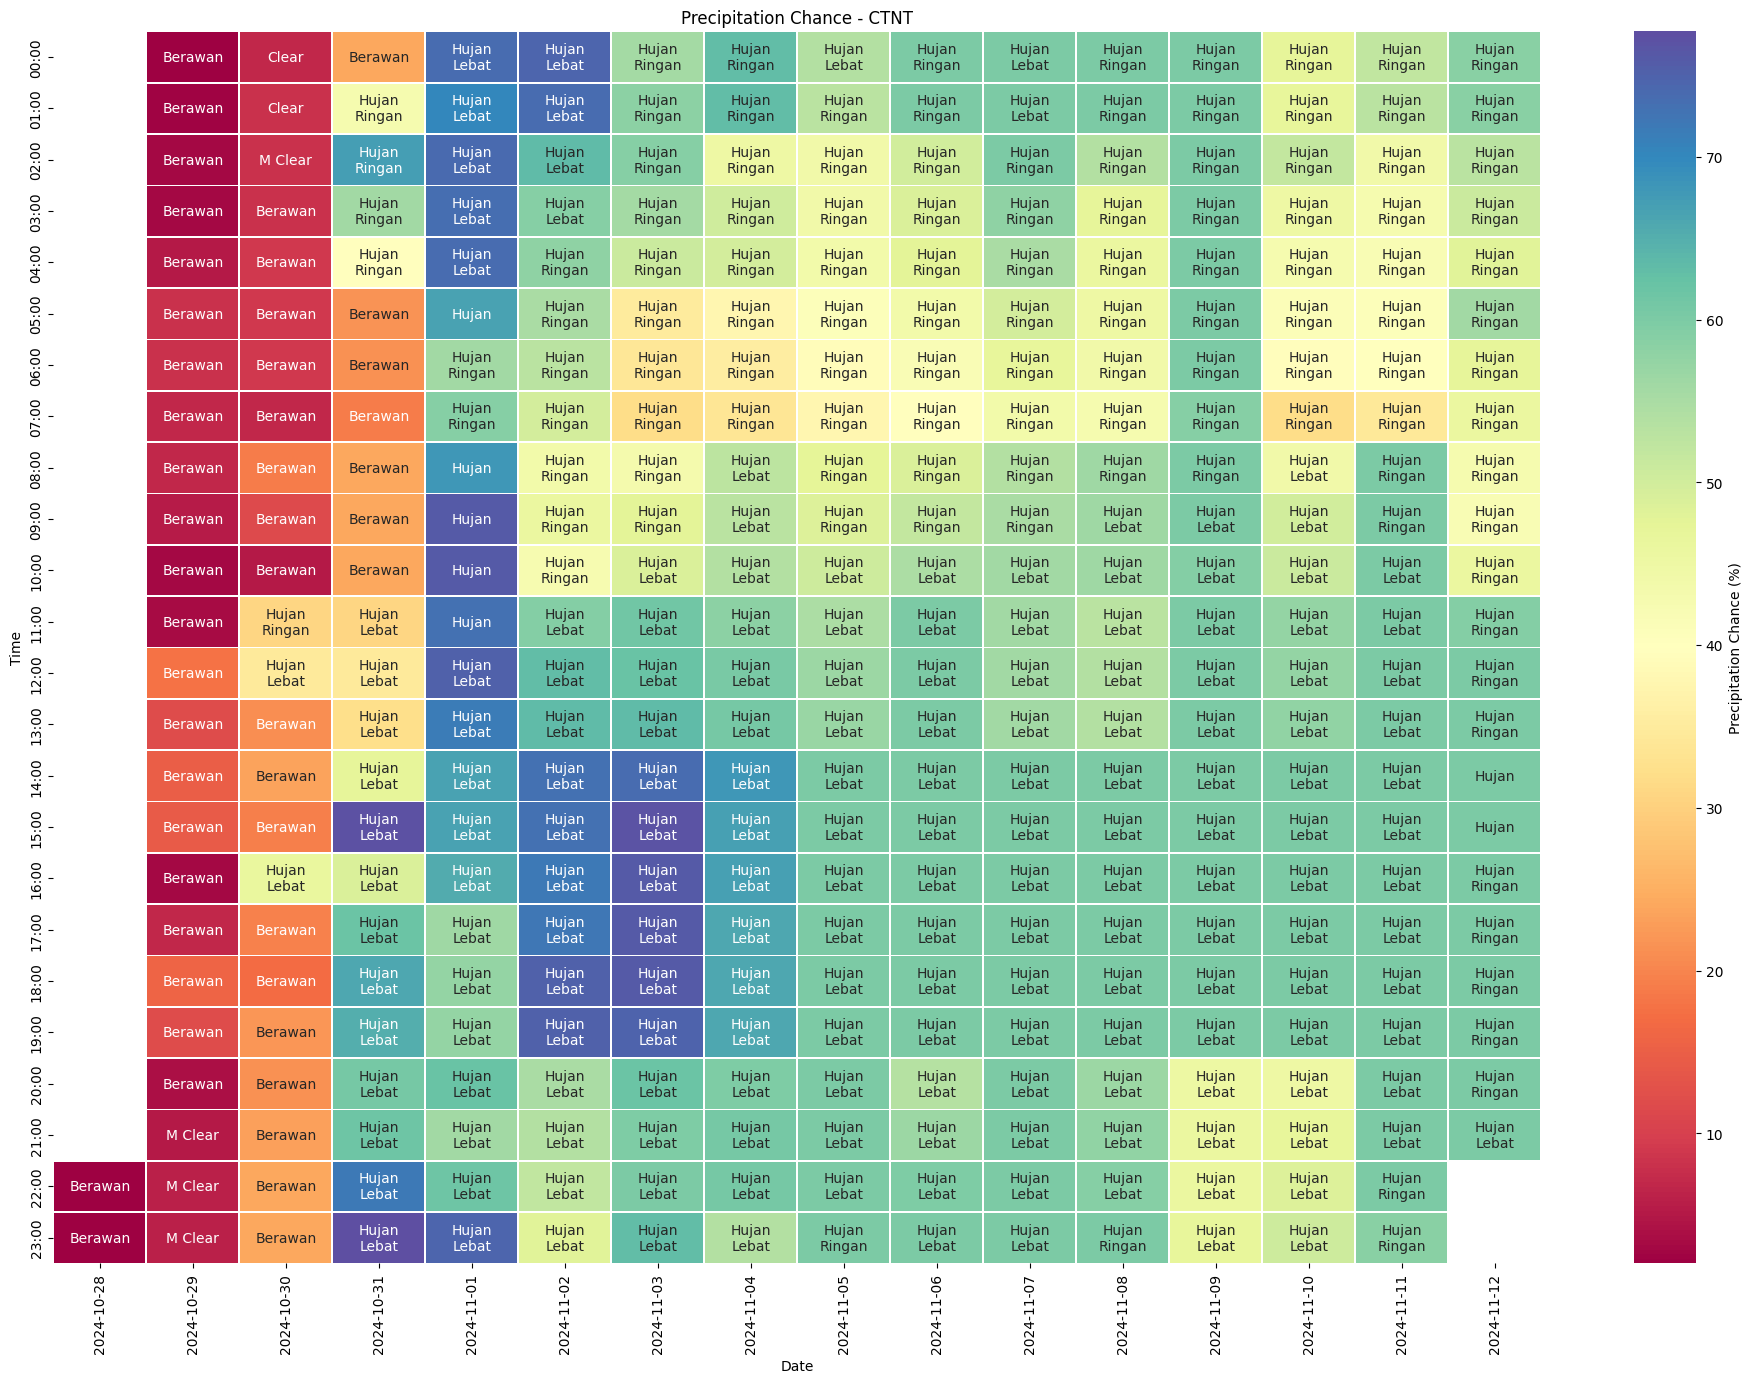 Precipitation Chance - CTNT
00:00 Berawan Clear Berawan Hujan Lebat Hujan Lebat Hujan Ringan Hujan Ringan Hujan Lebat Hujan Ringan Hujan Lebat Hujan Ringan Hujan Ringan Hujan Ringan Hujan Ringan Hujan Ringan
01:00 Berawan Clear Hujan Ringan Hujan Lebat Hujan Lebat Hujan Ringan Hujan Ringan Hujan Ringan Hujan Ringan Hujan Lebat Hujan Ringan Hujan Ringan Hujan Ringan Hujan Ringan Hujan Ringan
02:00 Berawan M Clear Hujan Ringan Hujan Lebat Hujan Lebat Hujan Ringan Hujan Ringan Hujan Ringan Hujan Ringan Hujan Ringan Hujan Ringan Hujan Ringan Hujan Ringan Hujan Ringan Hujan Ringan
03:00 Berawan Berawan Hujan Ringan Hujan Lebat Hujan Lebat Hujan Ringan Hujan Ringan Hujan Ringan Hujan Ringan Hujan Ringan Hujan Ringan Hujan Ringan Hujan Ringan Hujan Ringan Hujan Ringan
04:00 Berawan Berawan Hujan Ringan Hujan Lebat Hujan Ringan Hujan Ringan Hujan Ringan Hujan Ringan Hujan Ringan Hujan Ringan Hujan Ringan Hujan Ringan Hujan Ringan Hujan Ringan Hujan Ringan
05:00 Berawan Berawan Berawan Hujan Hujan Ringan Hujan Ringan Hujan Ringan Hujan Ringan Hujan Ringan Hujan Ringan Hujan Ringan Hujan Ringan Hujan Ringan Hujan Ringan Hujan Ringan
06:00 Berawan Berawan Berawan Hujan Ringan Hujan Ringan Hujan Ringan Hujan Ringan Hujan Ringan Hujan Ringan Hujan Ringan Hujan Ringan Hujan Ringan Hujan Ringan Hujan Ringan Hujan Ringan
07:00 Berawan Berawan Berawan Hujan Ringan Hujan Ringan Hujan Ringan Hujan Ringan Hujan Ringan Hujan Ringan Hujan Ringan Hujan Ringan Hujan Ringan Hujan Ringan Hujan Ringan Hujan Ringan
08:00 Berawan Berawan Berawan Hujan Hujan Ringan Hujan Ringan Hujan Lebat Hujan Ringan Hujan Ringan Hujan Ringan Hujan Ringan Hujan Ringan Hujan Lebat Hujan Ringan Hujan Ringan
09:00 Berawan Berawan Berawan Hujan Hujan Ringan Hujan Ringan Hujan Lebat Hujan Ringan Hujan Ringan Hujan Ringan Hujan Lebat Hujan Lebat Hujan Lebat Hujan Ringan Hujan Ringan
10:00 Berawan Berawan Berawan Hujan Hujan Ringan Hujan Lebat Hujan Lebat Hujan Lebat Hujan Lebat Hujan Lebat Hujan Lebat Hujan Lebat Hujan Lebat Hujan Lebat Hujan Ringan
11:00 Berawan Hujan Ringan Hujan Lebat Hujan Hujan Lebat Hujan Lebat Hujan Lebat Hujan Lebat Hujan Lebat Hujan Lebat Hujan Lebat Hujan Lebat Hujan Lebat Hujan Lebat Hujan Ringan
12:00 Berawan Hujan Lebat Hujan Lebat Hujan Lebat Hujan Lebat Hujan Lebat Hujan Lebat Hujan Lebat Hujan Lebat Hujan Lebat Hujan Lebat Hujan Lebat Hujan Lebat Hujan Lebat Hujan Ringan
13:00 Berawan Berawan Hujan Lebat Hujan Lebat Hujan Lebat Hujan Lebat Hujan Lebat Hujan Lebat Hujan Lebat Hujan Lebat Hujan Lebat Hujan Lebat Hujan Lebat Hujan Lebat Hujan Ringan
14:00 Berawan Berawan Hujan Lebat Hujan Lebat Hujan Lebat Hujan Lebat Hujan Lebat Hujan Lebat Hujan Lebat Hujan Lebat Hujan Lebat Hujan Lebat Hujan Lebat Hujan Lebat Hujan
15:00 Berawan Berawan Hujan Lebat Hujan Lebat Hujan Lebat Hujan Lebat Hujan Lebat Hujan Lebat Hujan Lebat Hujan Lebat Hujan Lebat Hujan Lebat Hujan Lebat Hujan Lebat Hujan
16:00 Berawan Hujan Lebat Hujan Lebat Hujan Lebat Hujan Lebat Hujan Lebat Hujan Lebat Hujan Lebat Hujan Lebat Hujan Lebat Hujan Lebat Hujan Lebat Hujan Lebat Hujan Lebat Hujan Ringan
17:00 Berawan Berawan Hujan Lebat Hujan Lebat Hujan Lebat Hujan Lebat Hujan Lebat Hujan Lebat Hujan Lebat Hujan Lebat Hujan Lebat Hujan Lebat Hujan Lebat Hujan Lebat Hujan Ringan
18:00 Berawan Berawan Hujan Lebat Hujan Lebat Hujan Lebat Hujan Lebat Hujan Lebat Hujan Lebat Hujan Lebat Hujan Lebat Hujan Lebat Hujan Lebat Hujan Lebat Hujan Lebat Hujan Ringan
19:00 Berawan Berawan Hujan Lebat Hujan Lebat Hujan Lebat Hujan Lebat Hujan Lebat Hujan Lebat Hujan Lebat Hujan Lebat Hujan Lebat Hujan Lebat Hujan Lebat Hujan Lebat Hujan Ringan
20:00 Berawan Berawan Hujan Lebat Hujan Lebat Hujan Lebat Hujan Lebat Hujan Lebat Hujan Lebat Hujan Lebat Hujan Lebat Hujan Lebat Hujan Lebat Hujan Lebat Hujan Lebat Hujan Ringan
21:00 M Clear Berawan Hujan Lebat Hujan Lebat Hujan Lebat Hujan Lebat Hujan Lebat Hujan Lebat Hujan Lebat Hujan Lebat Hujan Lebat Hujan Lebat Hujan Lebat Hujan Lebat Hujan Lebat
22:00 Berawan M Clear Berawan Hujan Lebat Hujan Lebat Hujan Lebat Hujan Lebat Hujan Lebat Hujan Lebat Hujan Lebat Hujan Lebat Hujan Lebat Hujan Lebat Hujan Lebat Hujan Ringan
23:00 Berawan M Clear Berawan Hujan Lebat Hujan Lebat Hujan Lebat Hujan Lebat Hujan Lebat Hujan Ringan Hujan Lebat Hujan Lebat Hujan Ringan Hujan Lebat Hujan Lebat Hujan Ringan
Time
2024-10-28 2024-10-29 2024-10-30 2024-10-31 2024-11-01 2024-11-02 2024-11-03 2024-11-04 2024-11-05 2024-11-06 2024-11-07 2024-11-08 2024-11-09 2024-11-10 2024-11-11 2024-11-12
Date
70
60
50
40
30
20
10
Precipitation Chance (%)